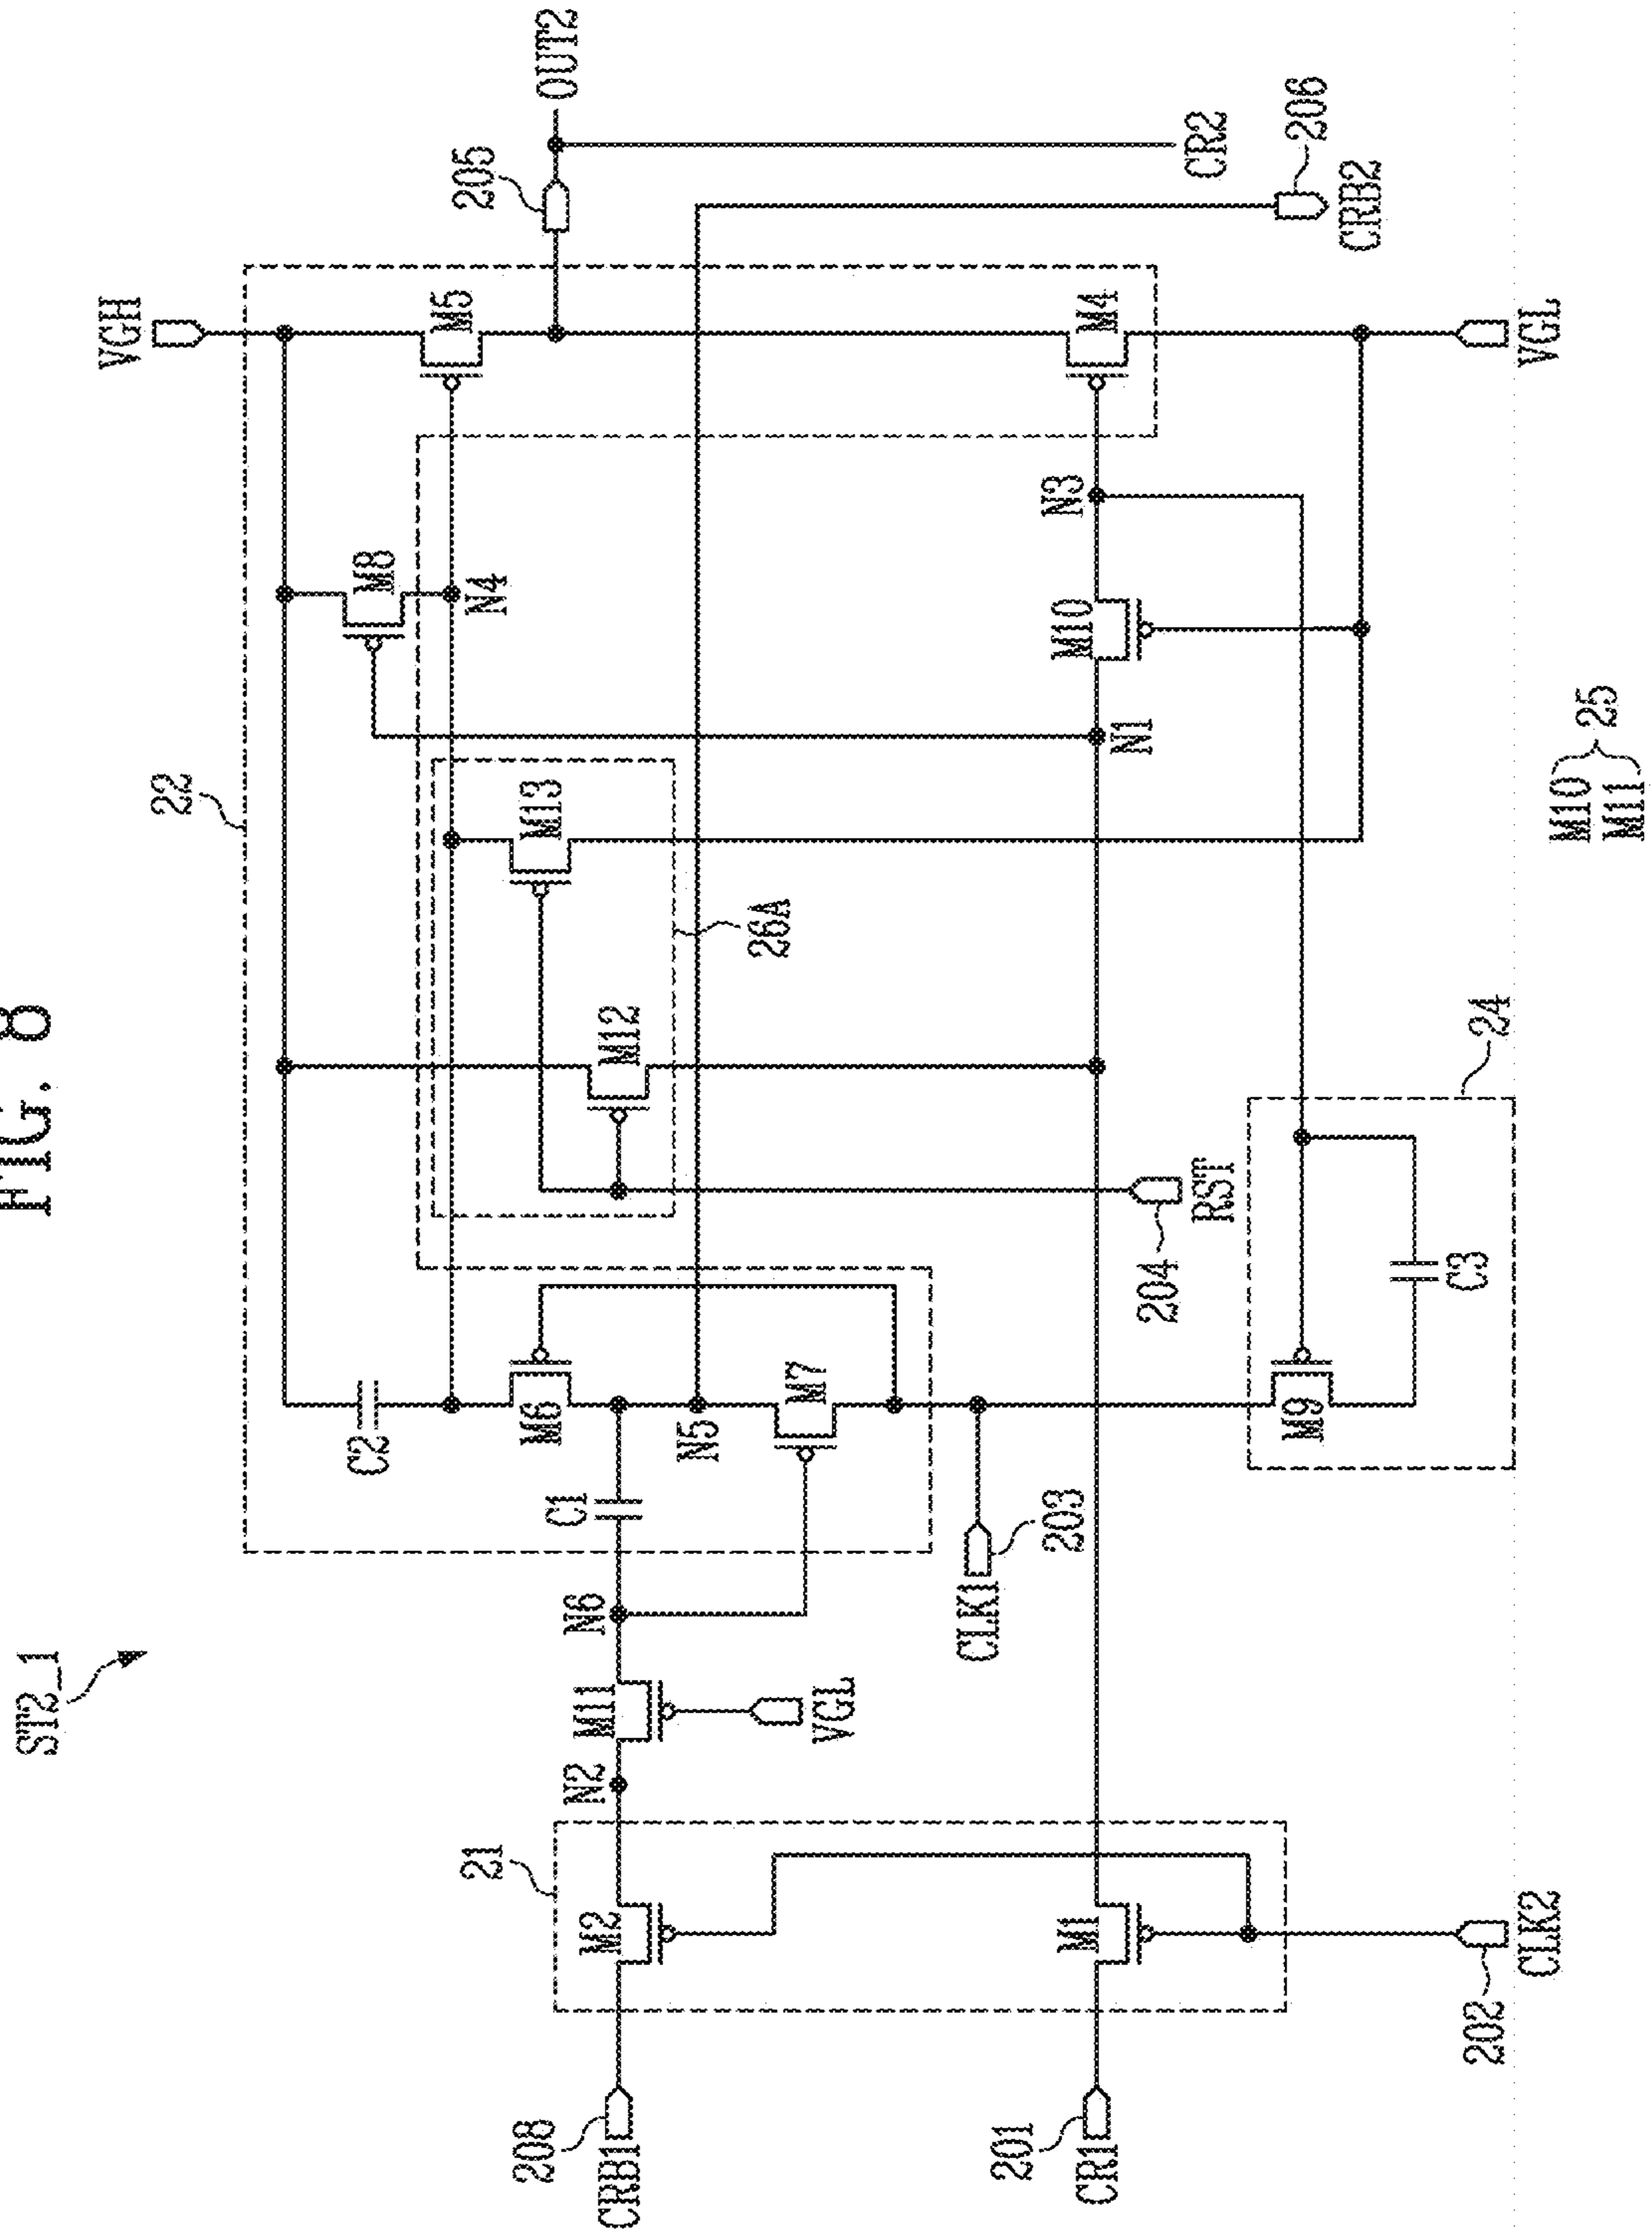 FIG. 8
ST2_1
VGH
22
C2
M8
M5
N4
205
OUT2
M13
M6
M12
26A
C1
N6
N5
M7
208
CRB1
21
M2
N2
M11
VGL
CLK1
203
204
RST
N1
M10
N3
M4
CR2
206
CRB2
201
CR1
M1
202
CLK2
M9
C3
24
VGL
M10
M11
25